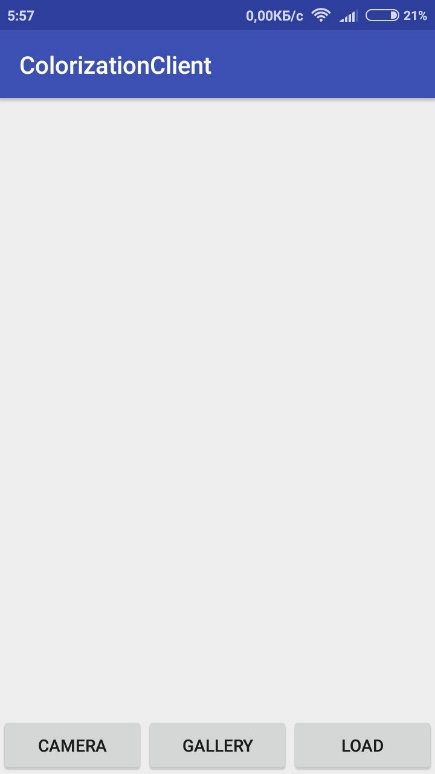 5:57 0,00КБ/с 21%
ColorizationClient
CAMERA GALLERY LOAD